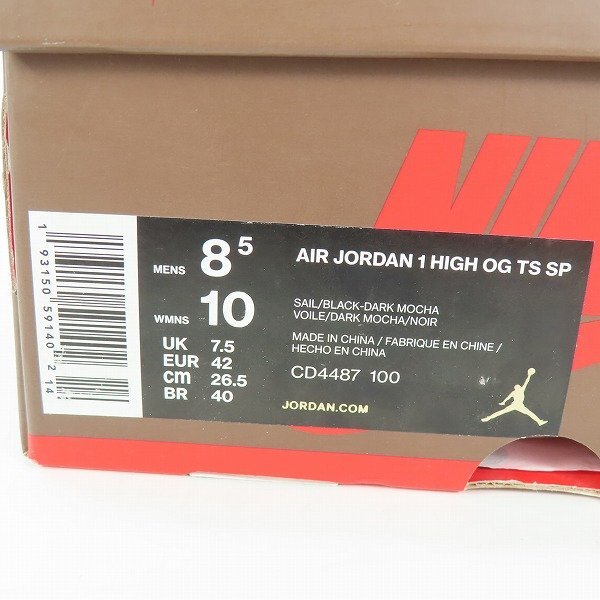 NIKE
1 93150 59140 2 14
MENS 8 5
WMNS 10
UK 7.5
EUR 42
cm 26.5
BR 40
AIR JORDAN 1 HIGH OG TS SP
SAIL/BLACK-DARK MOCHA
VOILE/DARK MOCHA/NOIR
MADE IN CHINA / FABRIQUE EN CHINE /
HECHO EN CHINA
CD4487 100
JORDAN.COM